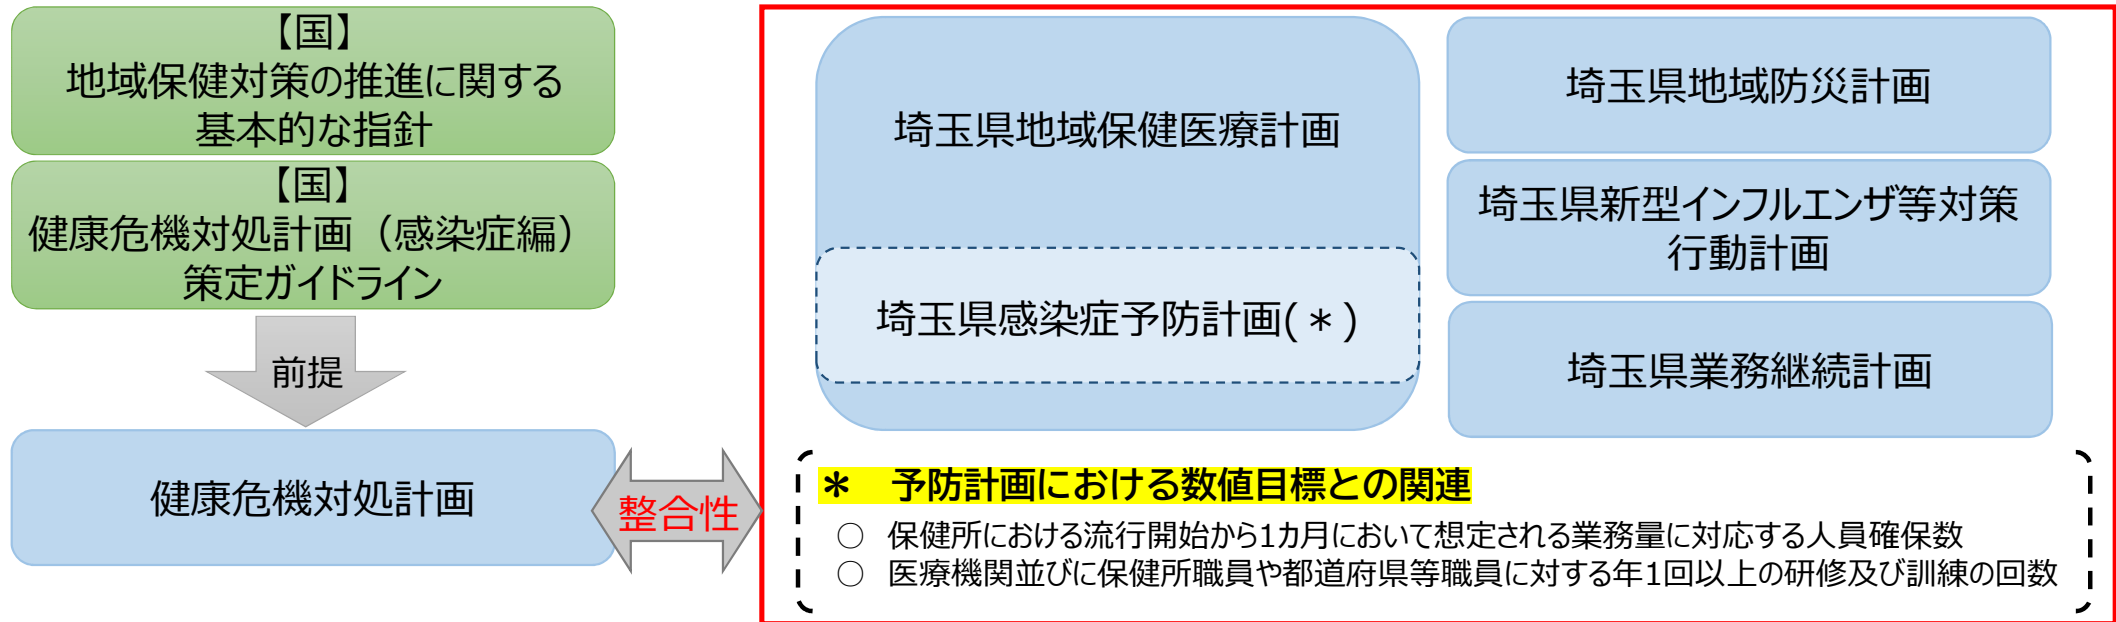 【国】
地域保健対策の推進に関する
基本的な指針
【国】
健康危機対処計画（感染症編）
策定ガイドライン
前提
健康危機対処計画
整合性
埼玉県地域保健医療計画
埼玉県感染症予防計画(＊)
埼玉県地域防災計画
埼玉県新型インフルエンザ等対策
行動計画
埼玉県業務継続計画
＊　予防計画における数値目標との関連
○　保健所における流行開始から1カ月において想定される業務量に対応する人員確保数
○　医療機関並びに保健所職員や都道府県等職員に対する年1回以上の研修及び訓練の回数